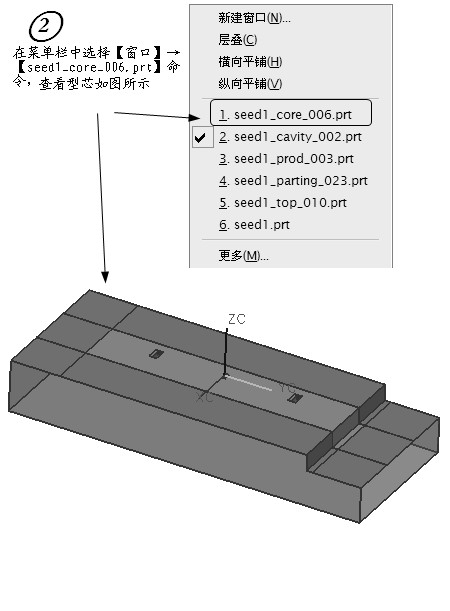 2
在菜单栏中选择【窗口】→
【seed1_core_006.prt】命
令，查看型芯如图所示
新建窗口(N)...
层叠(C)
横向平铺(H)
纵向平铺(V)
1. seed1_core_006.prt
2. seed1_cavity_002.prt
3. seed1_prod_003.prt
4. seed1_parting_023.prt
5. seed1_top_010.prt
6. seed1.prt
更多(M)...
ZC
XC
YC